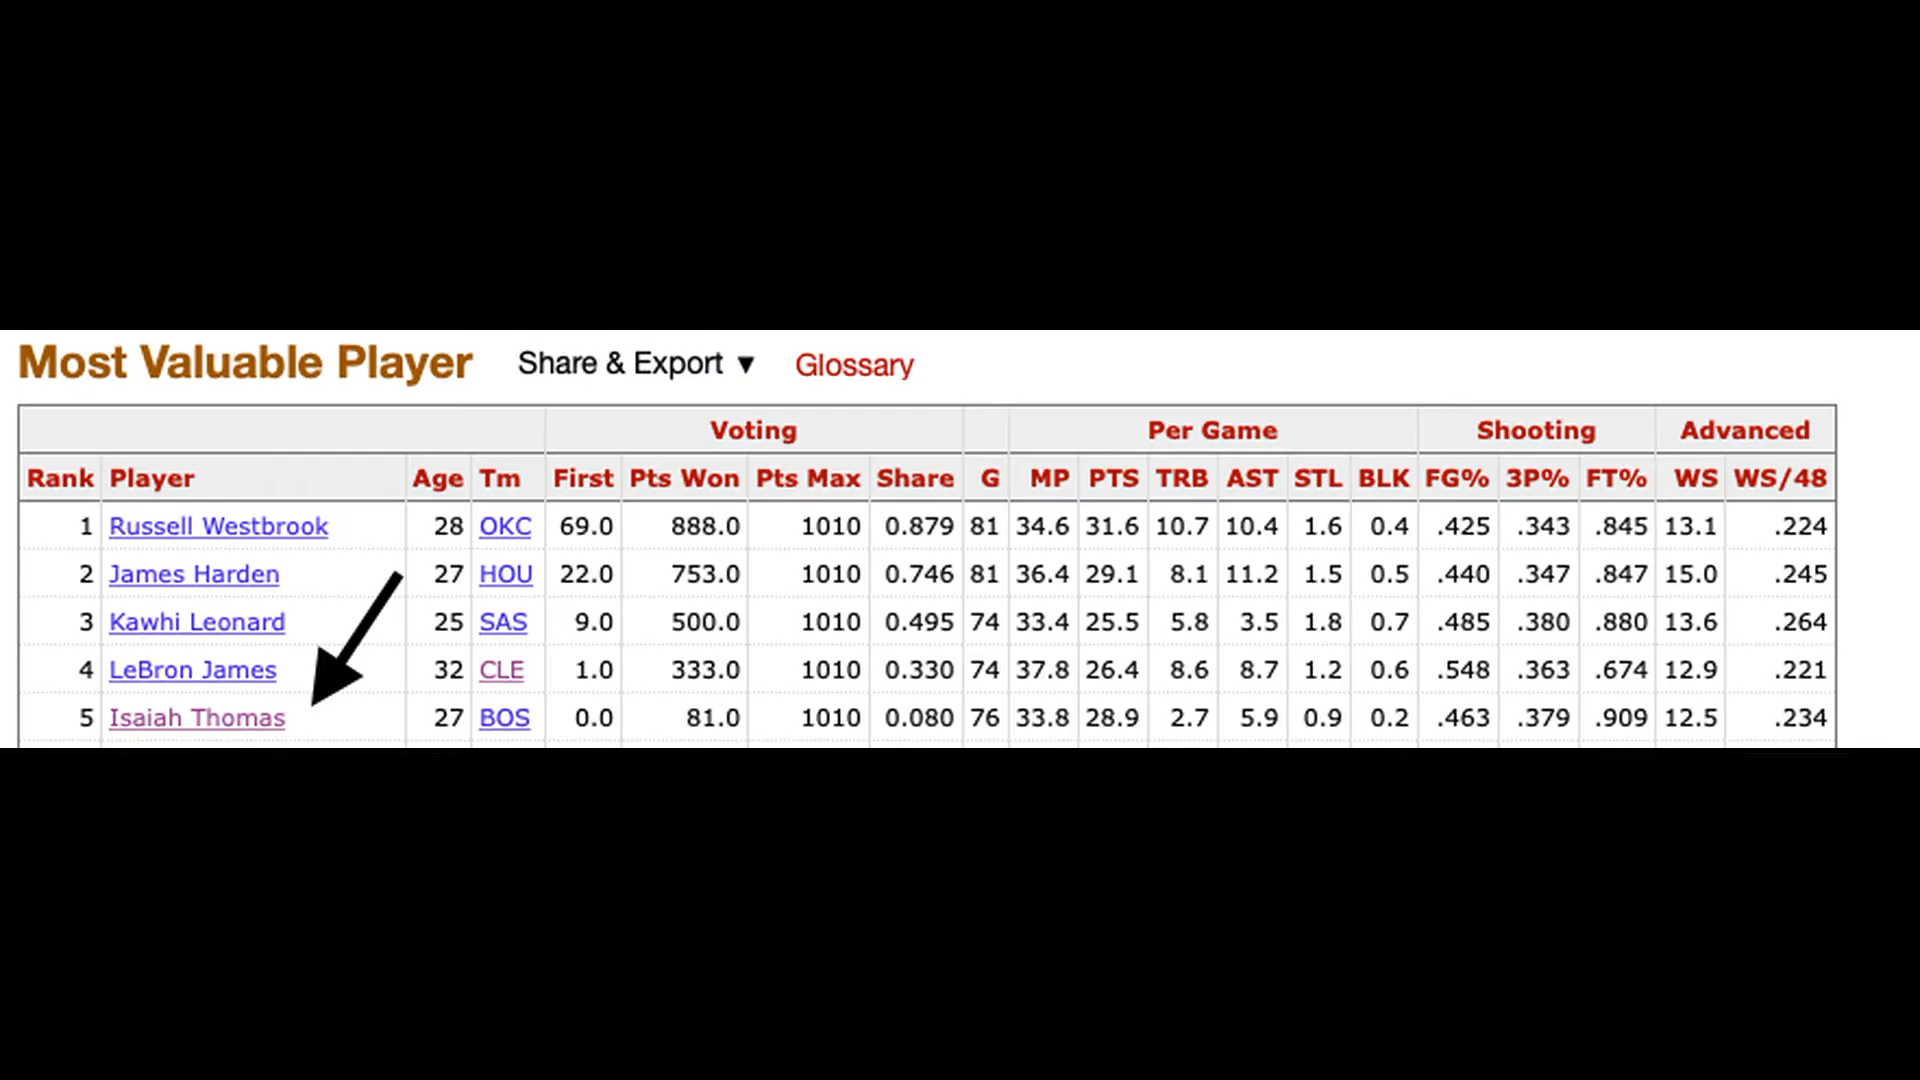 Most Valuable Player Share & Export ▼ Glossary
Voting Per Game Shooting Advanced
Rank Player Age Tm First Pts Won Pts Max Share G MP PTS TRB AST STL BLK FG% 3P% FT% WS WS/48
1 Russell Westbrook 28 OKC 69.0 888.0 1010 0.879 81 34.6 31.6 10.7 10.4 1.6 0.4 .425 .343 .845 13.1 .224
2 James Harden 27 HOU 22.0 753.0 1010 0.746 81 36.4 29.1 8.1 11.2 1.5 0.5 .440 .347 .847 15.0 .245
3 Kawhi Leonard 25 SAS 9.0 500.0 1010 0.495 74 33.4 25.5 5.8 3.5 1.8 0.7 .485 .380 .880 13.6 .264
4 LeBron James 32 CLE 1.0 333.0 1010 0.330 74 37.8 26.4 8.6 8.7 1.2 0.6 .548 .363 .674 12.9 .221
5 Isaiah Thomas 27 BOS 0.0 81.0 1010 0.080 76 33.8 28.9 2.7 5.9 0.9 0.2 .463 .379 .909 12.5 .234